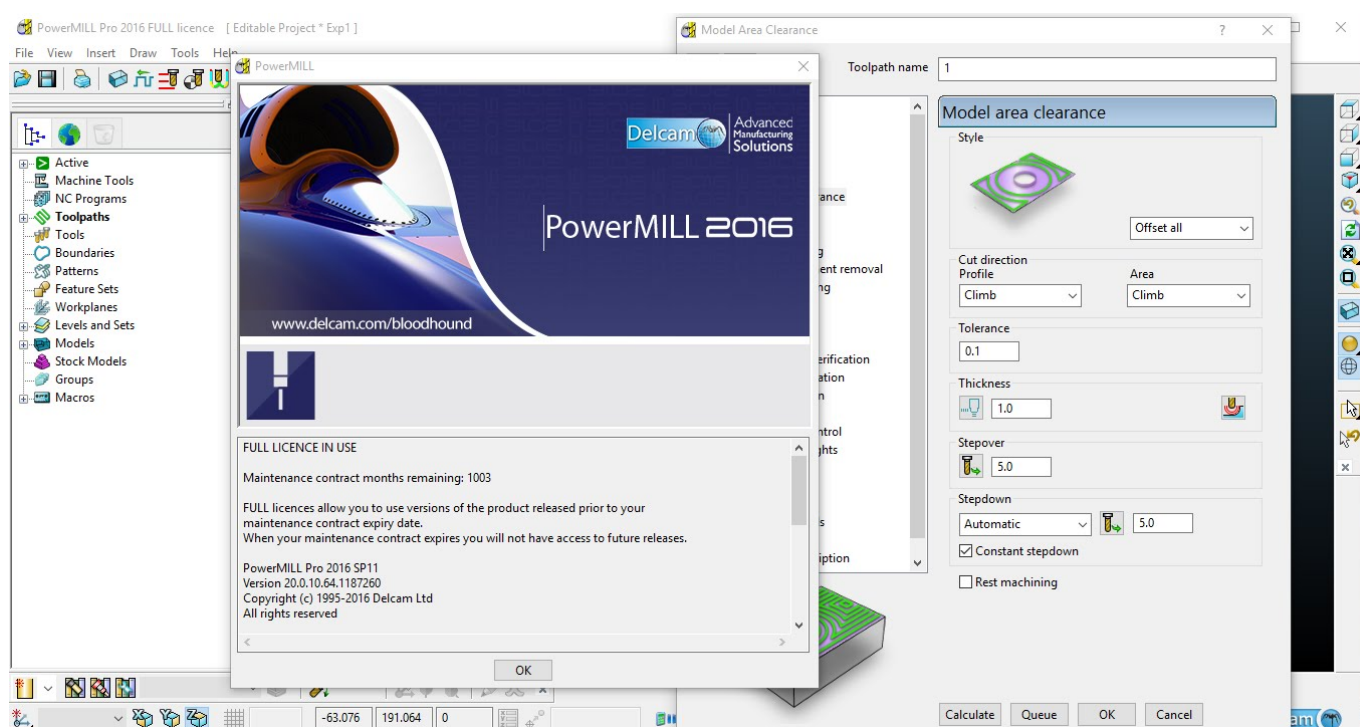 PowerMILL Pro 2016 FULL licence [ Editable Project * Exp1 ]
File View Insert Draw Tools Help
Active
Machine Tools
NC Programs
Toolpaths
Tools
Boundaries
Patterns
Feature Sets
Workplanes
Levels and Sets
Models
Stock Models
Groups
Macros
-63.076 191.064 0
PowerMILL
Delcam Advanced Manufacturing Solutions
PowerMILL 2016
www.delcam.com/bloodhound
FULL LICENCE IN USE
Maintenance contract months remaining: 1003
FULL licences allow you to use versions of the product released prior to your
maintenance contract expiry date.
When your maintenance contract expires you will not have access to future releases.
PowerMILL Pro 2016 SP11
Version 20.0.10.64.1187260
Copyright (c) 1995-2016 Delcam Ltd
All rights reserved
OK
Model Area Clearance
?
Toolpath name 1
Model area clearance
Style
Offset all
Cut direction
Profile Area
Climb Climb
Tolerance
0.1
Thickness
1.0
Stepover
5.0
Stepdown
Automatic 5.0
Constant stepdown
Rest machining
Calculate Queue OK Cancel